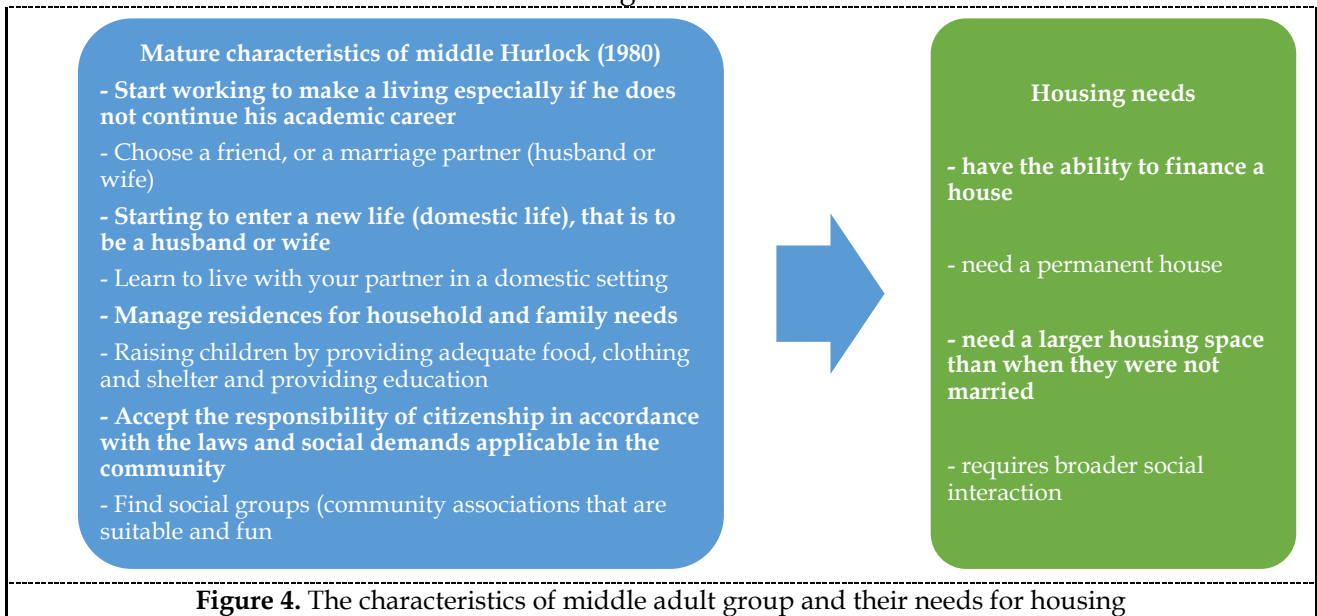 Mature characteristics of middle Hurlock (1980)
- Start working to make a living especially if he does
not continue his academic career
- Choose a friend, or a marriage partner (husband or
wife)
- Starting to enter a new life (domestic life), that is to
be a husband or wife
- Learn to live with your partner in a domestic setting
- Manage residences for household and family needs
- Raising children by providing adequate food, clothing
and shelter and providing education
- Accept the responsibility of citizenship in accordance
with the laws and social demands applicable in the
community
- Find social groups (community associations that are
suitable and fun
Housing needs
- have the ability to finance a
house
- need a permanent house
- need a larger housing space
than when they were not
married
- requires broader social
interaction
Figure 4. The characteristics of middle adult group and their needs for housing